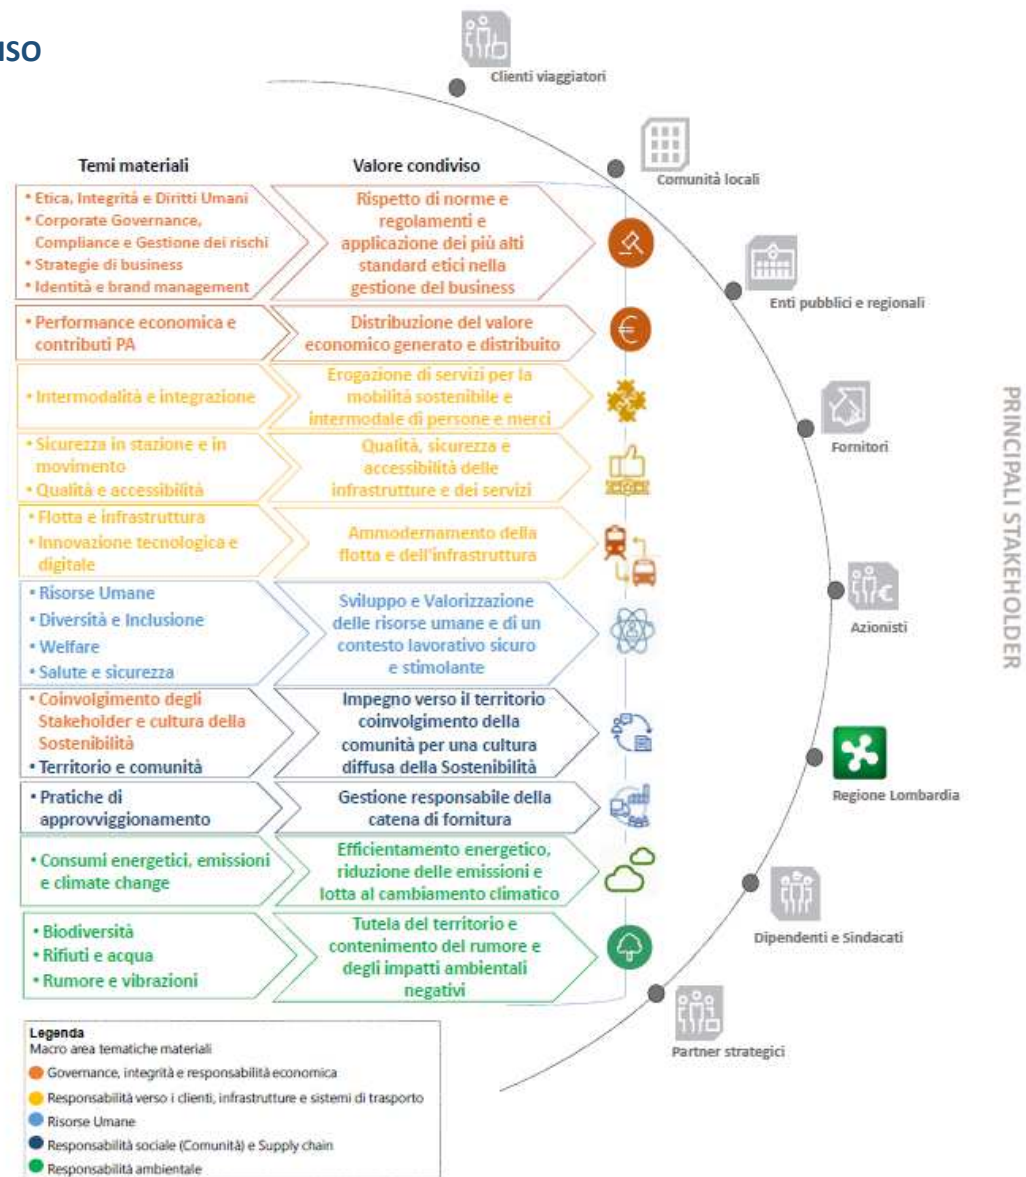 ISO
Clienti viaggiatori
Comunità locali
Enti pubblici e regionali
Fornitori
Azionisti
Regione Lombardia
Dipendenti e Sindacati
Partner strategici
PRINCIPALI STAKEHOLDER
Temi materiali
Valore condiviso
• Etica, Integrità e Diritti Umani
• Corporate Governance,
Compliance e Gestione dei rischi
• Strategie di business
• Identità e brand management
Rispetto di norme e
regolamenti e
applicazione dei più alti
standard etici nella
gestione del business
• Performance economica e
contributi PA
Distribuzione del valore
economico generato e distribuito
• Intermodalità e integrazione
Erogazione di servizi per la
mobilità sostenibile e
intermodale di persone e merci
• Sicurezza in stazione e in
movimento
• Qualità e accessibilità
Qualità, sicurezza e
accessibilità delle
infrastrutture e dei servizi
• Flotta e infrastruttura
• Innovazione tecnologica e
digitale
Ammodernamento della
flotta e dell'infrastruttura
• Risorse Umane
• Diversità e Inclusione
• Welfare
• Salute e sicurezza
Sviluppo e Valorizzazione
delle risorse umane e di un
contesto lavorativo sicuro
e stimolante
• Coinvolgimento degli
Stakeholder e cultura della
Sostenibilità
• Territorio e comunità
Impegno verso il territorio
coinvolgimento della
comunità per una cultura
diffusa della Sostenibilità
• Pratiche di
approvviggionamento
Gestione responsabile della
catena di fornitura
• Consumi energetici, emissioni
e climate change
Efficientamento energetico,
riduzione delle emissioni e
lotta al cambiamento climatico
• Biodiversità
• Rifiuti e acqua
• Rumore e vibrazioni
Tutela del territorio e
contenimento del rumore e
degli impatti ambientali
negativi
Legenda
Macro area tematiche materiali
Governance, integrità e responsabilità economica
Responsabilità verso i clienti, infrastrutture e sistemi di trasporto
Risorse Umane
Responsabilità sociale (Comunità) e Supply chain
Responsabilità ambientale